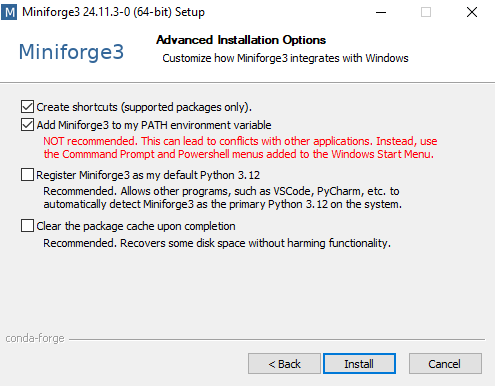 Miniforge3 24.11.3-0 (64-bit) Setup
M
Miniforge3
Advanced Installation Options
Customize how Miniforge3 integrates with Windows
Create shortcuts (supported packages only).
Add Miniforge3 to my PATH environment variable
NOT recommended. This can lead to conflicts with other applications. Instead, use
the Commmand Prompt and Powershell menus added to the Windows Start Menu.
Register Miniforge3 as my default Python 3.12
Recommended. Allows other programs, such as VSCode, PyCharm, etc. to
automatically detect Miniforge3 as the primary Python 3.12 on the system.
Clear the package cache upon completion
Recommended. Recovers some disk space without harming functionality.
conda-forge
< Back
Install
Cancel